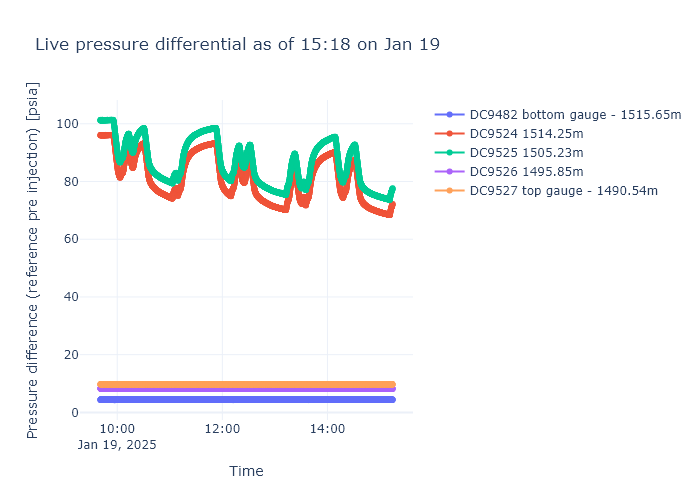 Live pressure differential as of 15:18 on Jan 19
Pressure difference (reference pre injection) [psia]
100
80
60
40
20
0
10:00
Jan 19, 2025
12:00
14:00
Time
DC9482 bottom gauge - 1515.65m
DC9524 1514.25m
DC9525 1505.23m
DC9526 1495.85m
DC9527 top gauge - 1490.54m